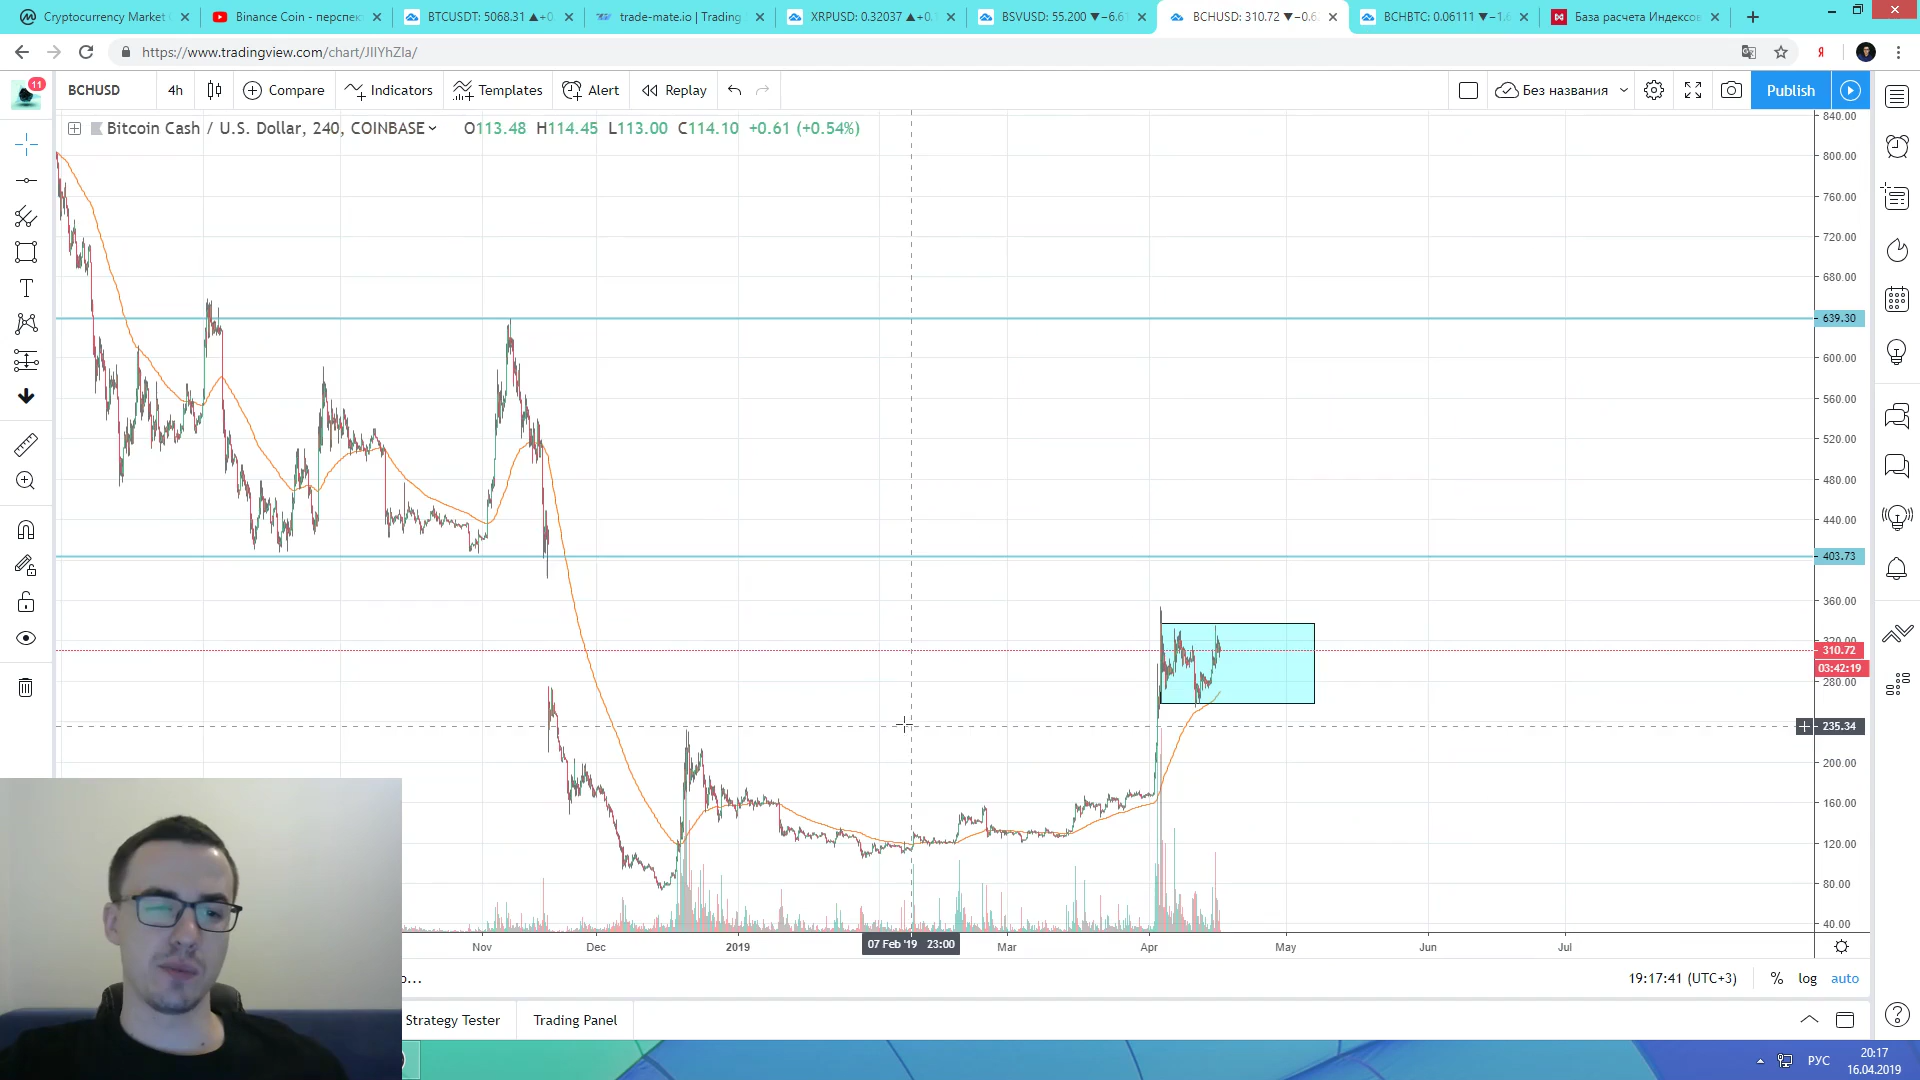 Cryptocurrency Market C
Binance Coin - перспек
BTCUSDT: 5068.31 ▲+0
trade-mate.io | Trading
XRPUSD: 0.32037 ▲+0.
BSVUSD: 55.200 ▼−6.61
BCHUSD: 310.72 ▼−0.6
BCHBTC: 0.06111 ▼−1.6
База расчета Индексов
https://www.tradingview.com/chart/JIIYhZIa/
Я
11
BCHUSD
4h
Compare
Indicators
Templates
Alert
Replay
Без названия
Publish
Bitcoin Cash / U.S. Dollar, 240, COINBASE
O113.48 H114.45 L113.00 C114.10 +0.61 (+0.54%)
840.00
800.00
760.00
720.00
680.00
639.30
600.00
560.00
520.00
480.00
440.00
403.73
360.00
320.00
310.72
03:42:19
280.00
235.34
200.00
160.00
120.00
80.00
40.00
Nov
Dec
2019
07 Feb '19 23:00
Mar
Apr
May
Jun
Jul
о...
19:17:41 (UTC+3)
%
log
auto
Strategy Tester
Trading Panel
РУС
20:17
16.04.2019